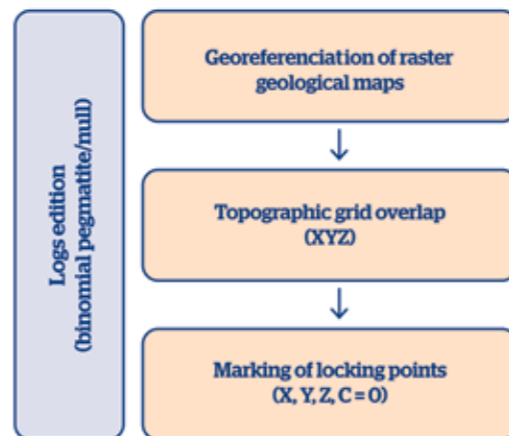 Logs edition
(binomial pegmatite/null)
Georeferenciation of raster
geological maps
Topographic grid overlap
(XYZ)
Marking of locking points
(X, Y, Z, C = 0)